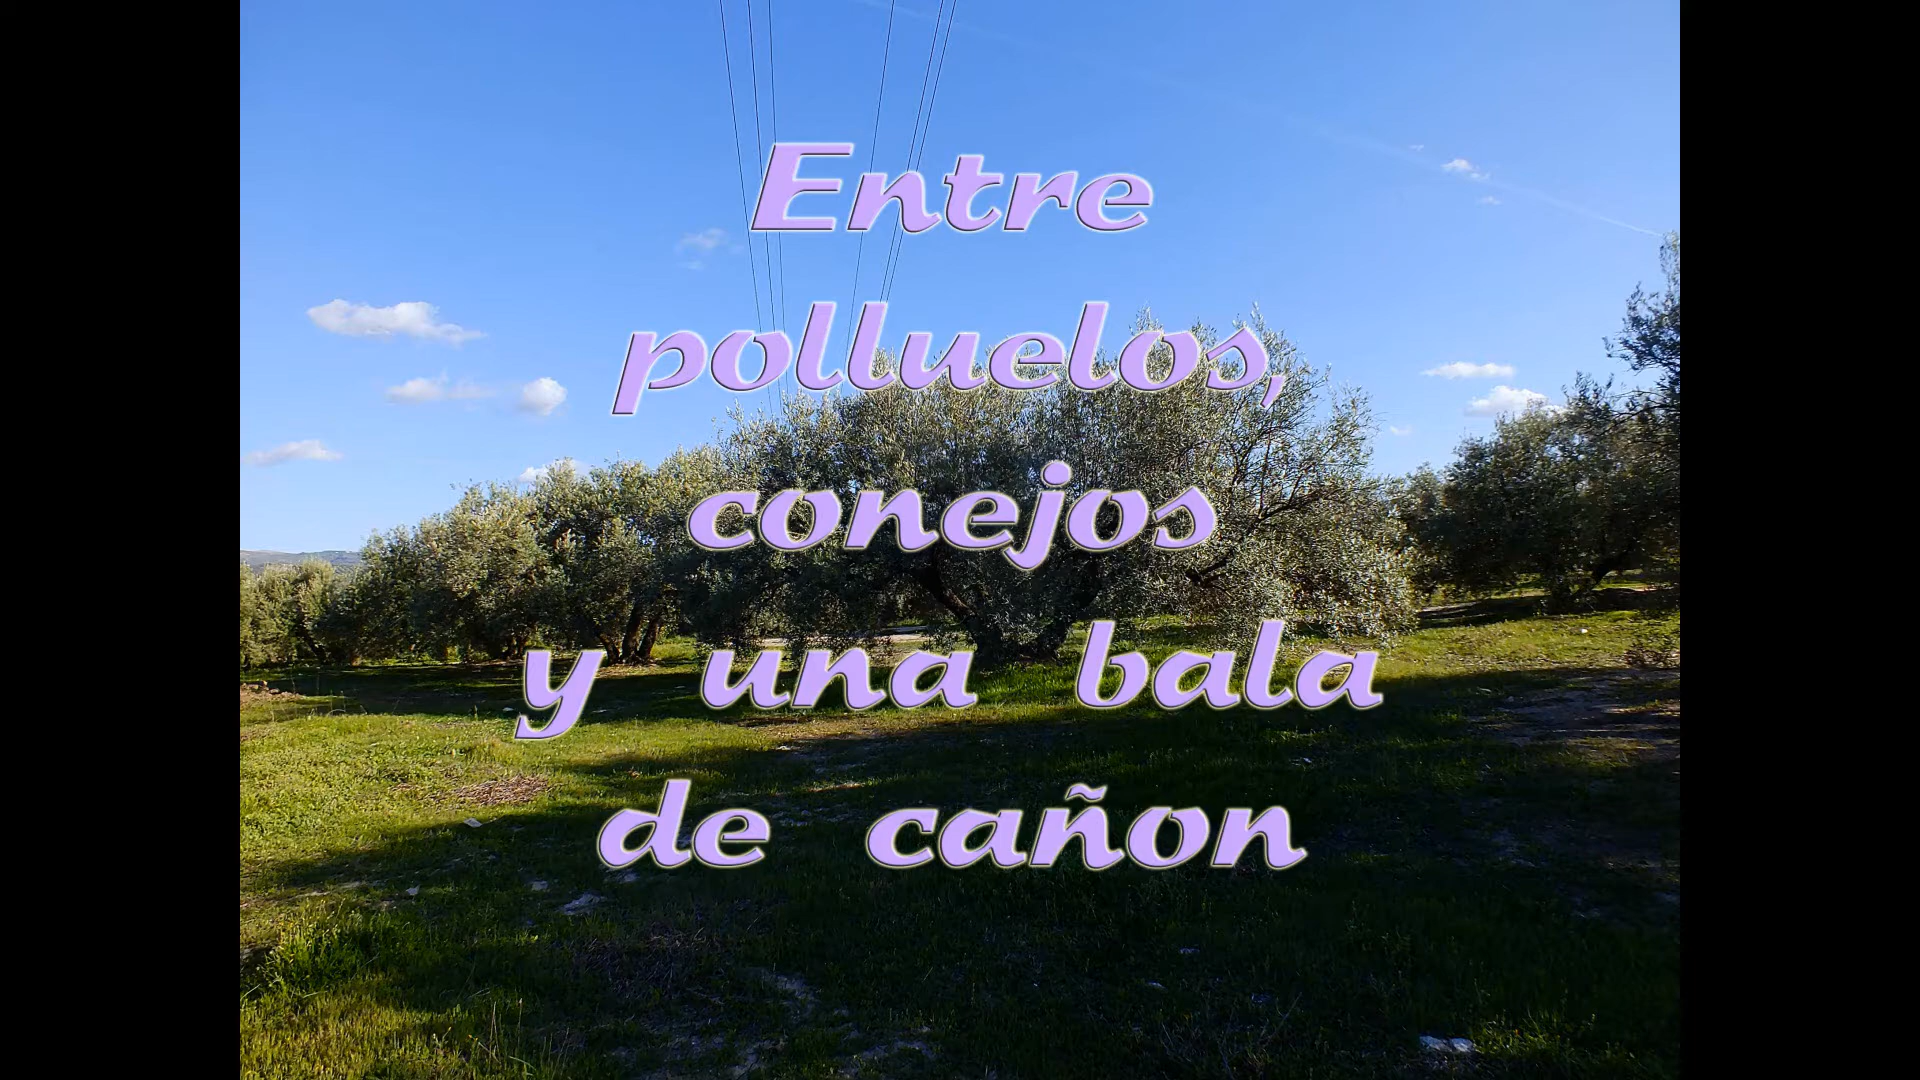 Entre
polluelos,
conejos
y una bala
de cañon